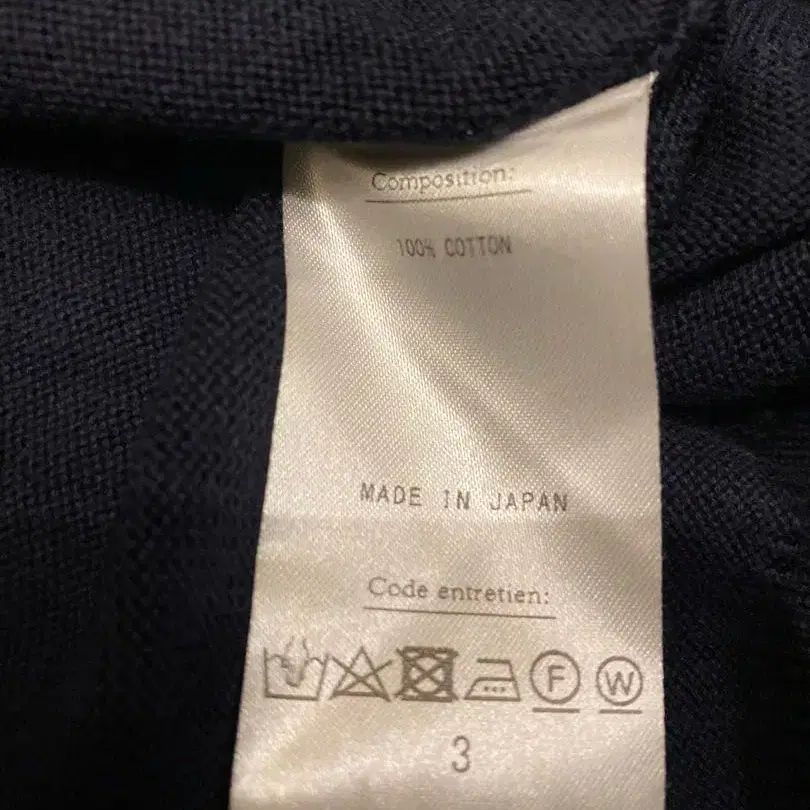 Composition:
100% COTTON
MADE IN JAPAN
Code entretien:
F W
3